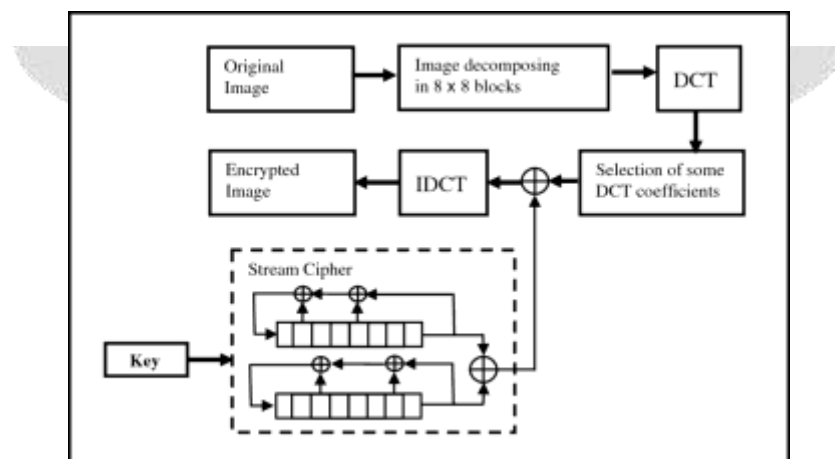 Original
Image
Image decomposing
in 8 x 8 blocks
DCT
Encrypted
Image
IDCT
Selection of some
DCT coefficients
Stream Cipher
Key